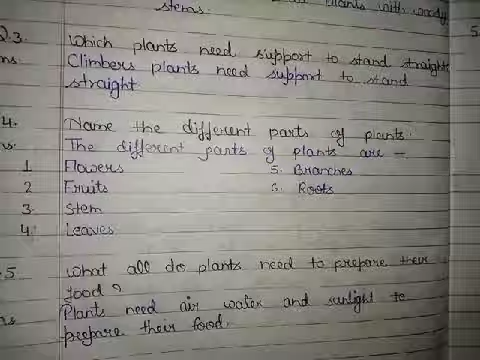 stems.
Plants with woody
Q.3. Which plants need support to stand straight
Climbers plants need support to stand
straight
4. Name the different parts of plants.
The different parts of plants are –
1 Flowers 5. Branches
2 Fruits 6. Roots
3. Stem
4. Leaves
.5 What all do plants need to prepare their
food?
Plants need air water and sunlight to
prepare their food.